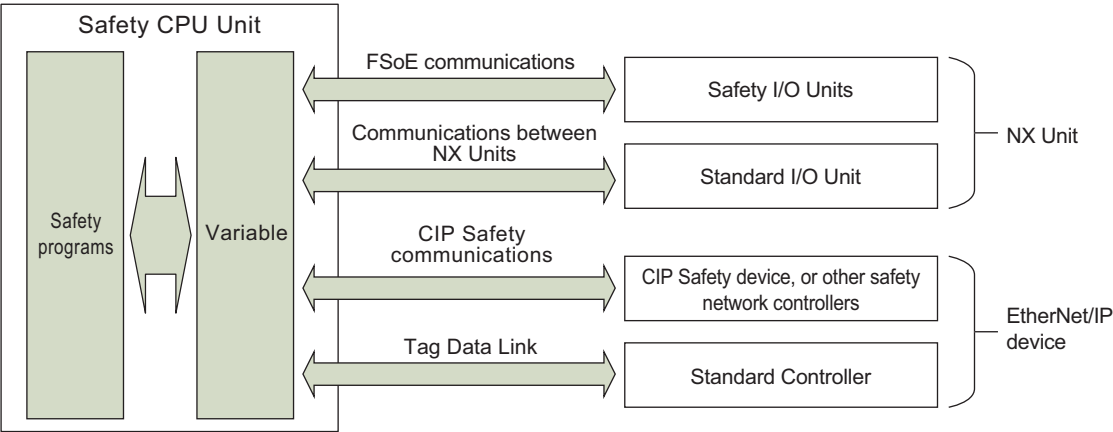 Safety CPU Unit
Safety
programs
Variable
FSoE communications
Communications between
NX Units
CIP Safety
communications
Tag Data Link
Safety I/O Units
Standard I/O Unit
CIP Safety device, or other safety
network controllers
Standard Controller
NX Unit
EtherNet/IP
device